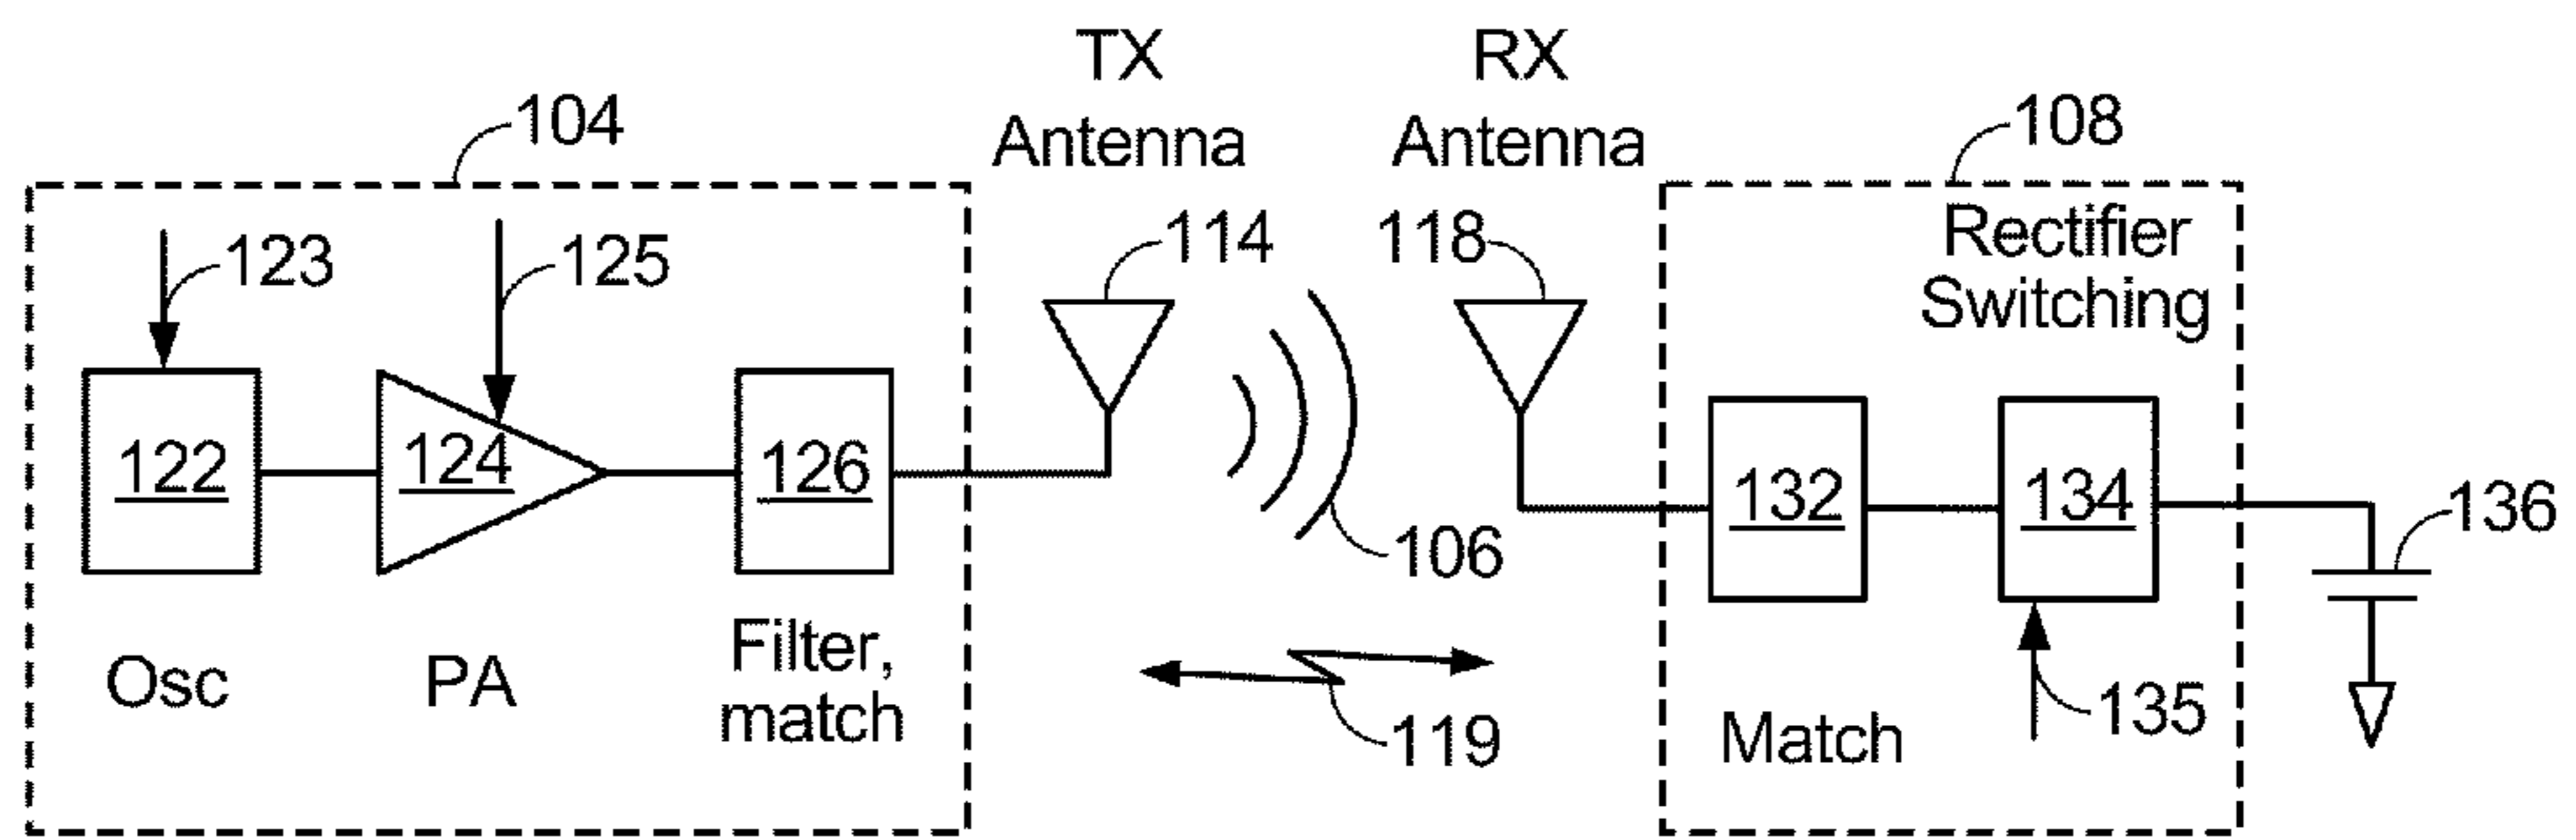 TX
Antenna
RX
Antenna
104
108
Rectifier
Switching
123
125
114
118
122
124
126
106
132
134
136
Osc
PA
Filter,
match
119
Match
135